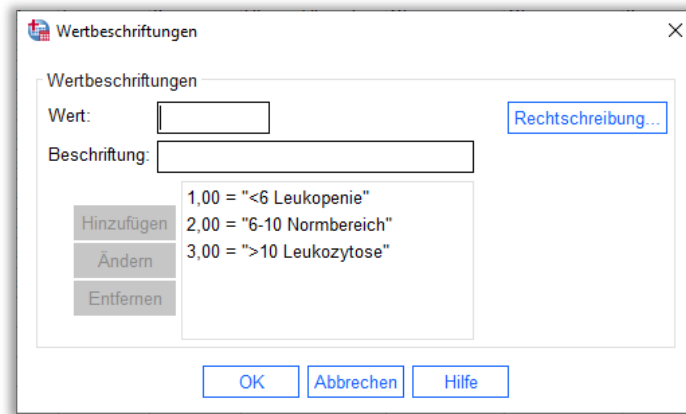 Wertbeschriftungen
Wertbeschriftungen
Wert:
Rechtschreibung...
Beschriftung:
1,00 = "<6 Leukopenie"
Hinzufügen
2,00 = "6-10 Normbereich"
3,00 = ">10 Leukozytose"
Ändern
Entfernen
OK
Abbrechen
Hilfe